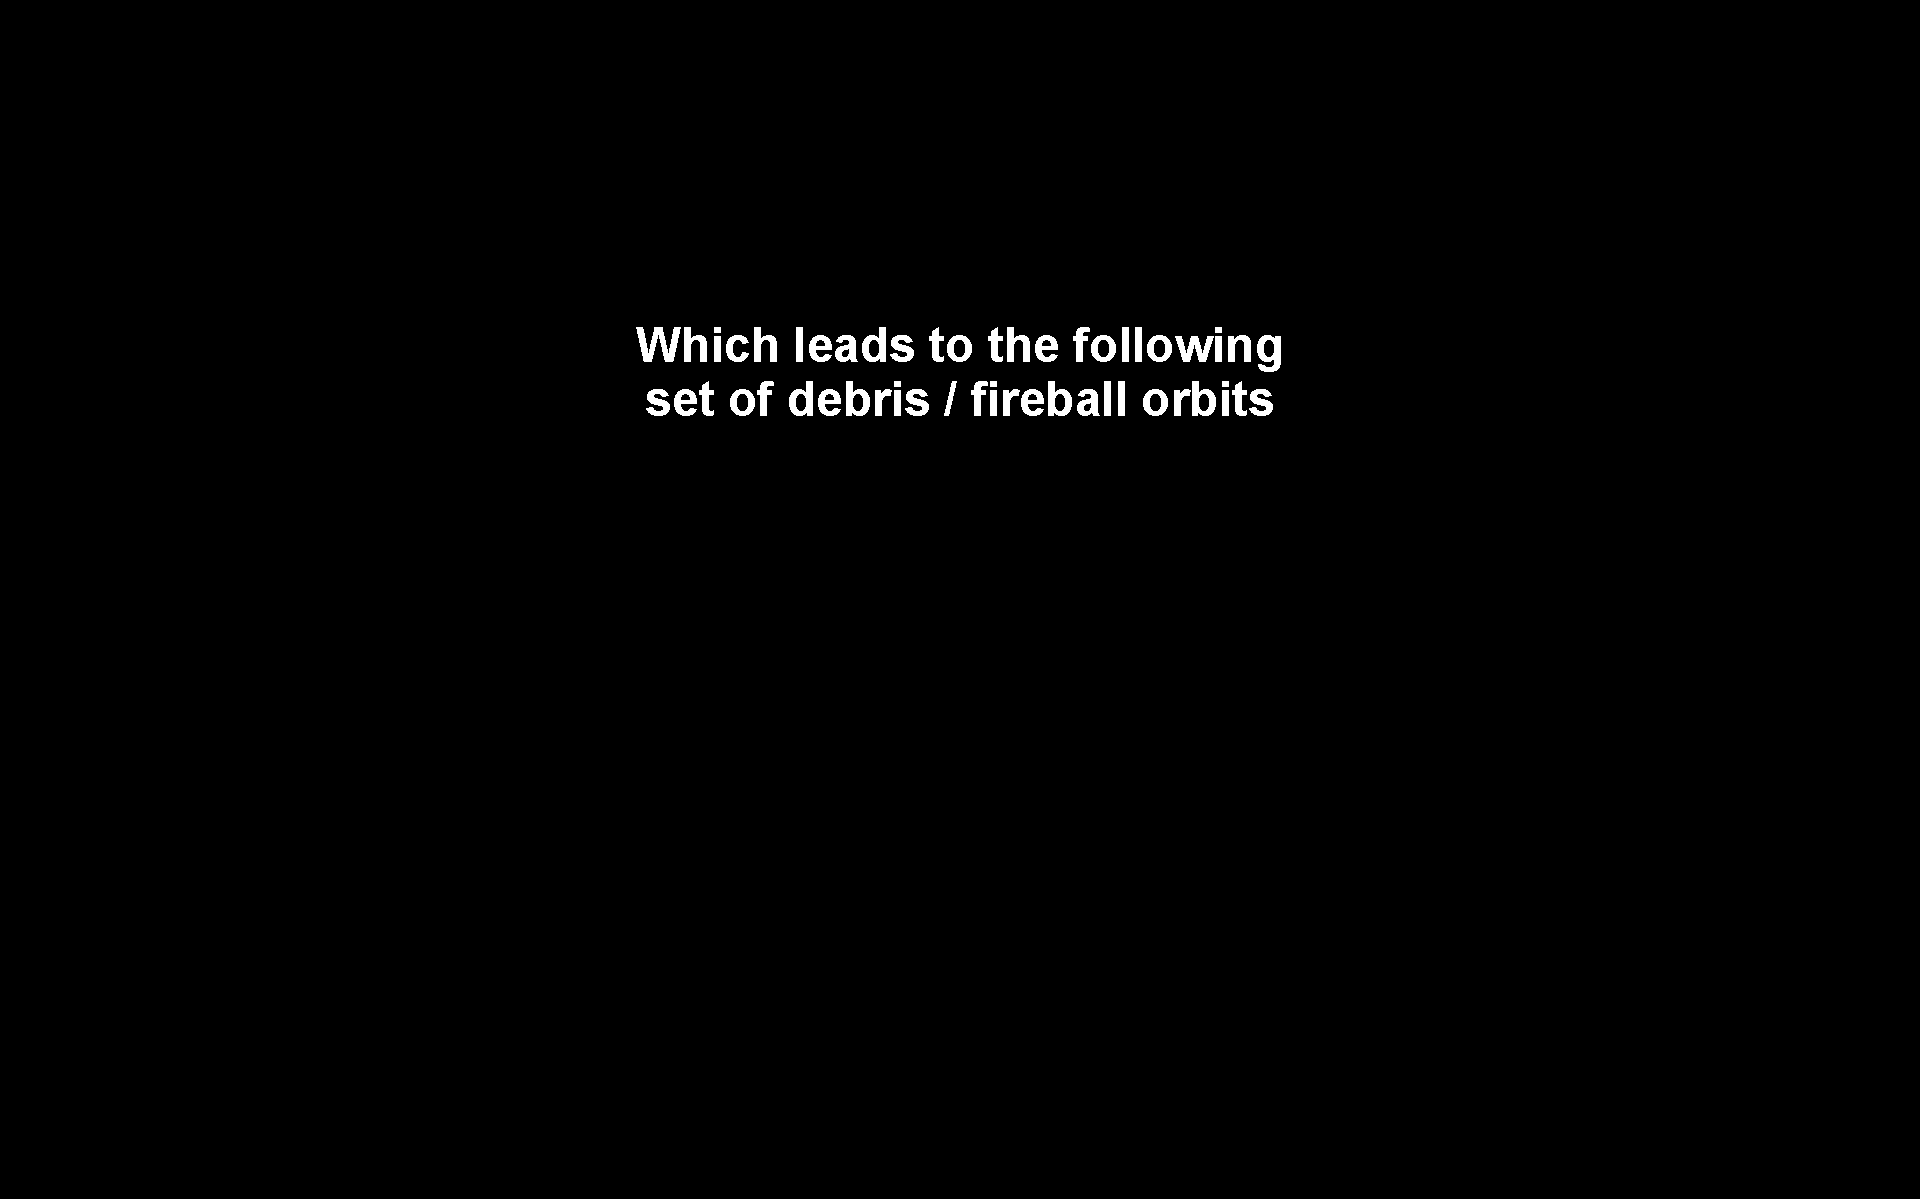 Which leads to the following
set of debris / fireball orbits